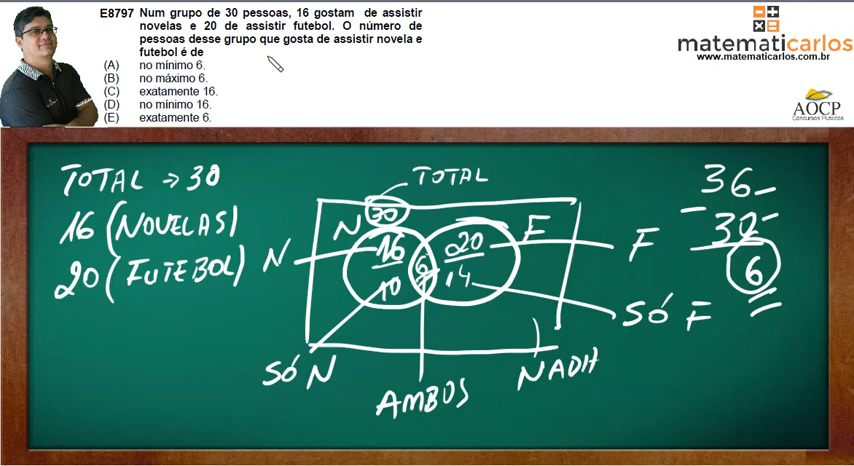 E8797 Num grupo de 30 pessoas, 16 gostam de assistir
novelas e 20 de assistir futebol. O número de
pessoas desse grupo que gosta de assistir novela e
futebol é de
(A) no mínimo 6.
(B) no máximo 6.
(C) exatamente 16.
(D) no mínimo 16.
(E) exatamente 6.
matematicarlos
www.matematicarlos.com.br
AOCP
Concursos Públicos
TOTAL → 30
16 (NOVELAS)
20 (FUTEBOL)
TOTAL
30
N
F
N
16
6
20
F
10
14
SÓ N
AMBOS
NADA
SÓ F
36
- 30
6